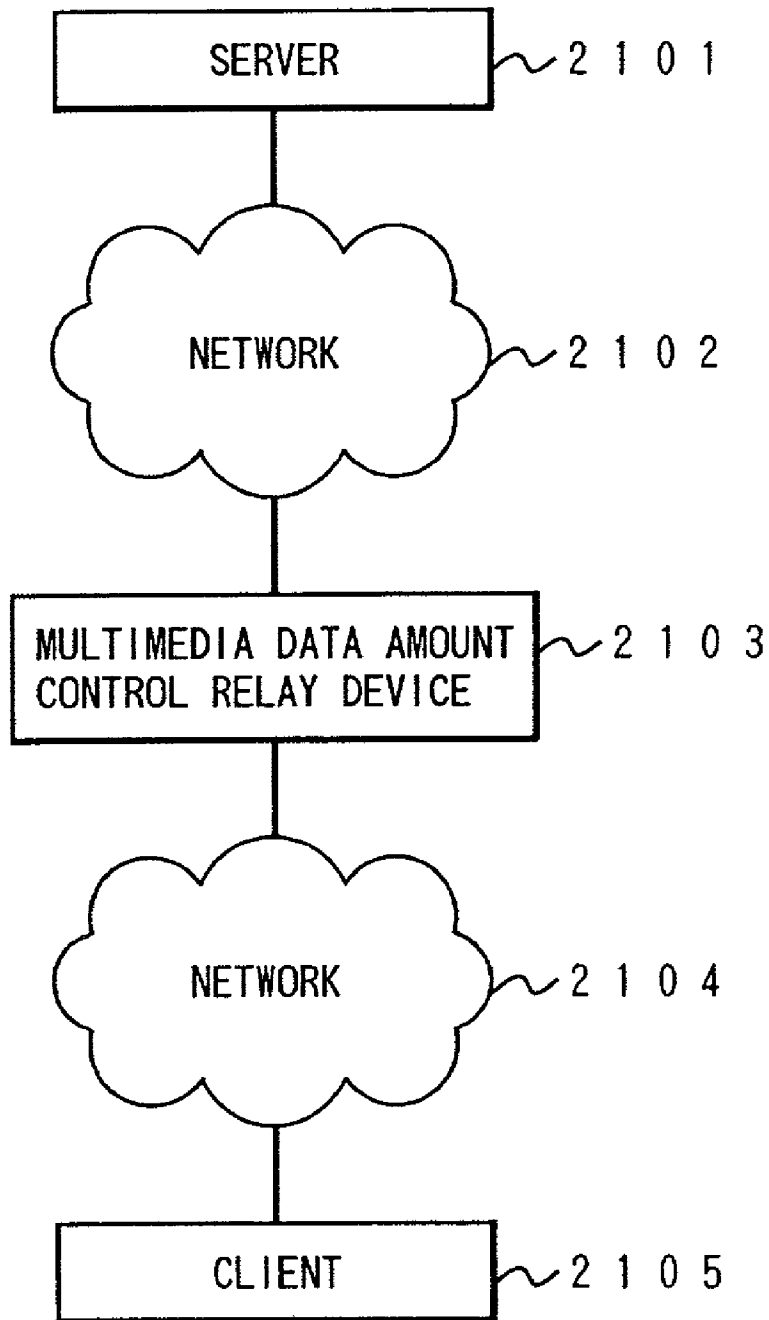 SERVER 2101
NETWORK 2102
MULTIMEDIA DATA AMOUNT 2103
CONTROL RELAY DEVICE
NETWORK 2104
CLIENT 2105